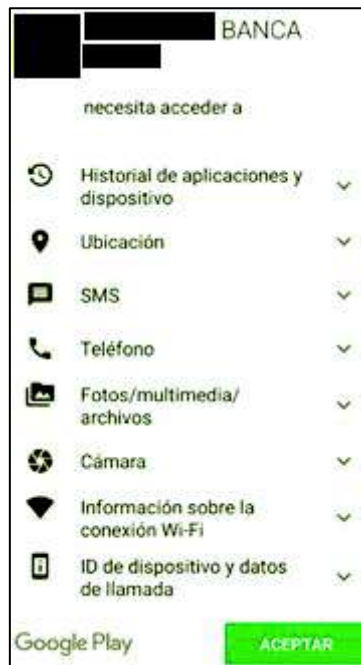 BANCA
necesita acceder a
Historial de aplicaciones y
dispositivo
Ubicación
SMS
Teléfono
Fotos/multimedia/
archivos
Cámara
Información sobre la
conexión Wi-Fi
ID de dispositivo y datos
de llamada
Google Play
ACEPTAR